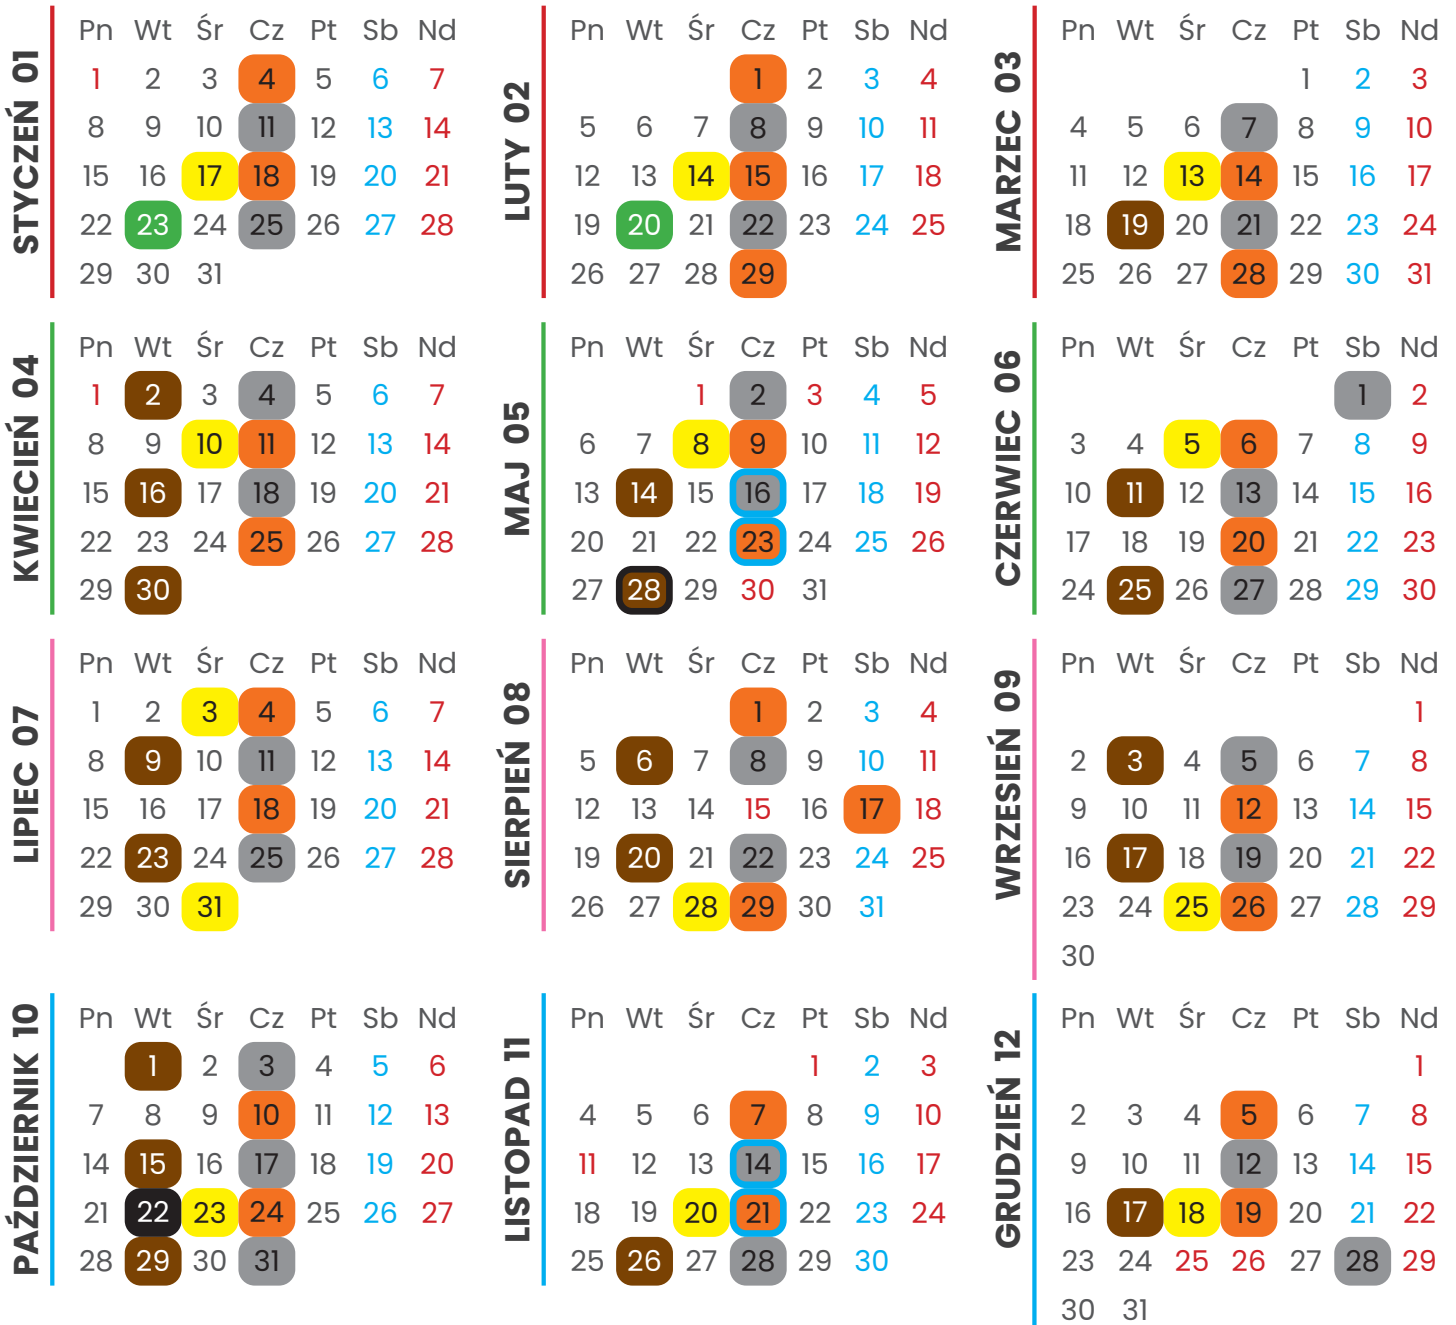 STYCZEŃ 01
Pn Wt Śr Cz Pt Sb Nd
1 2 3 4 5 6 7
8 9 10 11 12 13 14
15 16 17 18 19 20 21
22 23 24 25 26 27 28
29 30 31
LUTY 02
Pn Wt Śr Cz Pt Sb Nd
1 2 3 4
5 6 7 8 9 10 11
12 13 14 15 16 17 18
19 20 21 22 23 24 25
26 27 28 29
MARZEC 03
Pn Wt Śr Cz Pt Sb Nd
1 2 3
4 5 6 7 8 9 10
11 12 13 14 15 16 17
18 19 20 21 22 23 24
25 26 27 28 29 30 31
KWIECIEŃ 04
Pn Wt Śr Cz Pt Sb Nd
1 2 3 4 5 6 7
8 9 10 11 12 13 14
15 16 17 18 19 20 21
22 23 24 25 26 27 28
29 30
MAJ 05
Pn Wt Śr Cz Pt Sb Nd
1 2 3 4 5
6 7 8 9 10 11 12
13 14 15 16 17 18 19
20 21 22 23 24 25 26
27 28 29 30 31
CZERWIEC 06
Pn Wt Śr Cz Pt Sb Nd
1 2
3 4 5 6 7 8 9
10 11 12 13 14 15 16
17 18 19 20 21 22 23
24 25 26 27 28 29 30
LIPIEC 07
Pn Wt Śr Cz Pt Sb Nd
1 2 3 4 5 6 7
8 9 10 11 12 13 14
15 16 17 18 19 20 21
22 23 24 25 26 27 28
29 30 31
SIERPIEŃ 08
Pn Wt Śr Cz Pt Sb Nd
1 2 3 4
5 6 7 8 9 10 11
12 13 14 15 16 17 18
19 20 21 22 23 24 25
26 27 28 29 30 31
WRZESIEŃ 09
Pn Wt Śr Cz Pt Sb Nd
1
2 3 4 5 6 7 8
9 10 11 12 13 14 15
16 17 18 19 20 21 22
23 24 25 26 27 28 29
30
PAŹDZIERNIK 10
Pn Wt Śr Cz Pt Sb Nd
1 2 3 4 5 6
7 8 9 10 11 12 13
14 15 16 17 18 19 20
21 22 23 24 25 26 27
28 29 30 31
LISTOPAD 11
Pn Wt Śr Cz Pt Sb Nd
1 2 3
4 5 6 7 8 9 10
11 12 13 14 15 16 17
18 19 20 21 22 23 24
25 26 27 28 29 30
GRUDZIEŃ 12
Pn Wt Śr Cz Pt Sb Nd
1
2 3 4 5 6 7 8
9 10 11 12 13 14 15
16 17 18 19 20 21 22
23 24 25 26 27 28 29
30 31